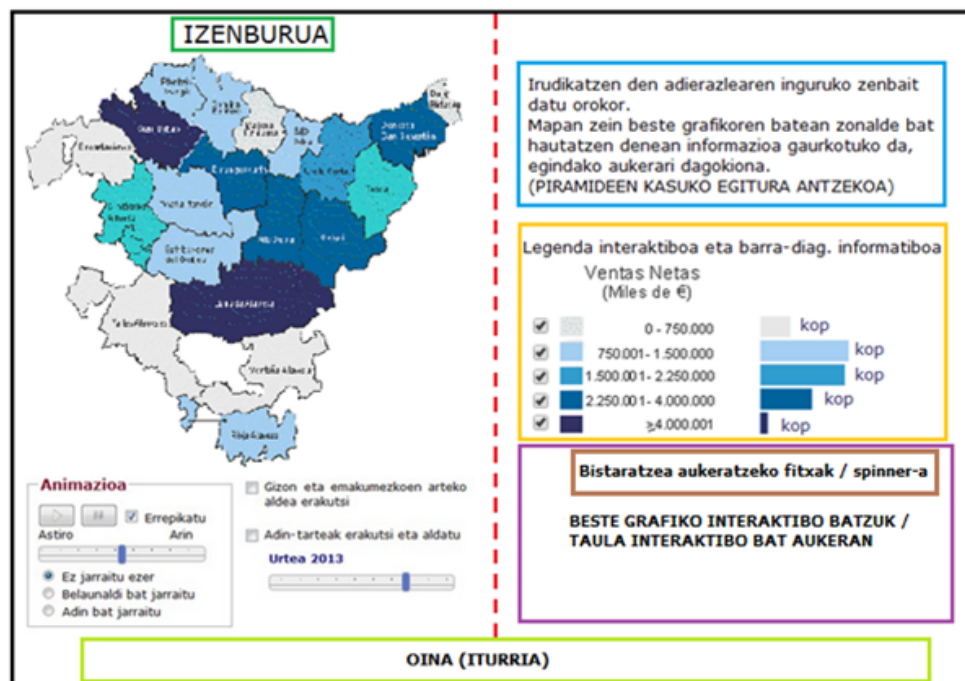 IZENBURUA
Irudikatzen den adierazlearen inguruko zenbait
datu orokor.
Mapan zein beste grafikoren batean zonalde bat
hautatzen denean informazioa gaurkotuko da,
egindako aukerari dagokiona.
(PIRAMIDEEN KASUKO EGITURA ANTZEKOA)
Legenda interaktiboa eta barra-diag. informatiboa
Ventas Netas
(Miles de €)
0 - 750.000 kop
750.001- 1.500.000 kop
1.500.001- 2.250.000 kop
2.250.001- 4.000.000 kop
≥4.000.001 kop
Bistaratzea aukeratzeko fitxak / spinner-a
BESTE GRAFIKO INTERAKTIBO BATZUK /
TAULA INTERAKTIBO BAT AUKERAN
Animazioa
Errepikatu
Astiro Arin
Ez jarraitu ezer
Belaunaldi bat jarraitu
Adin bat jarraitu
Gizon eta emakumezkoen arteko
aldea erakutsi
Adin-tarteak erakutsi eta aldatu
Urtea 2013
OINA (ITURRIA)